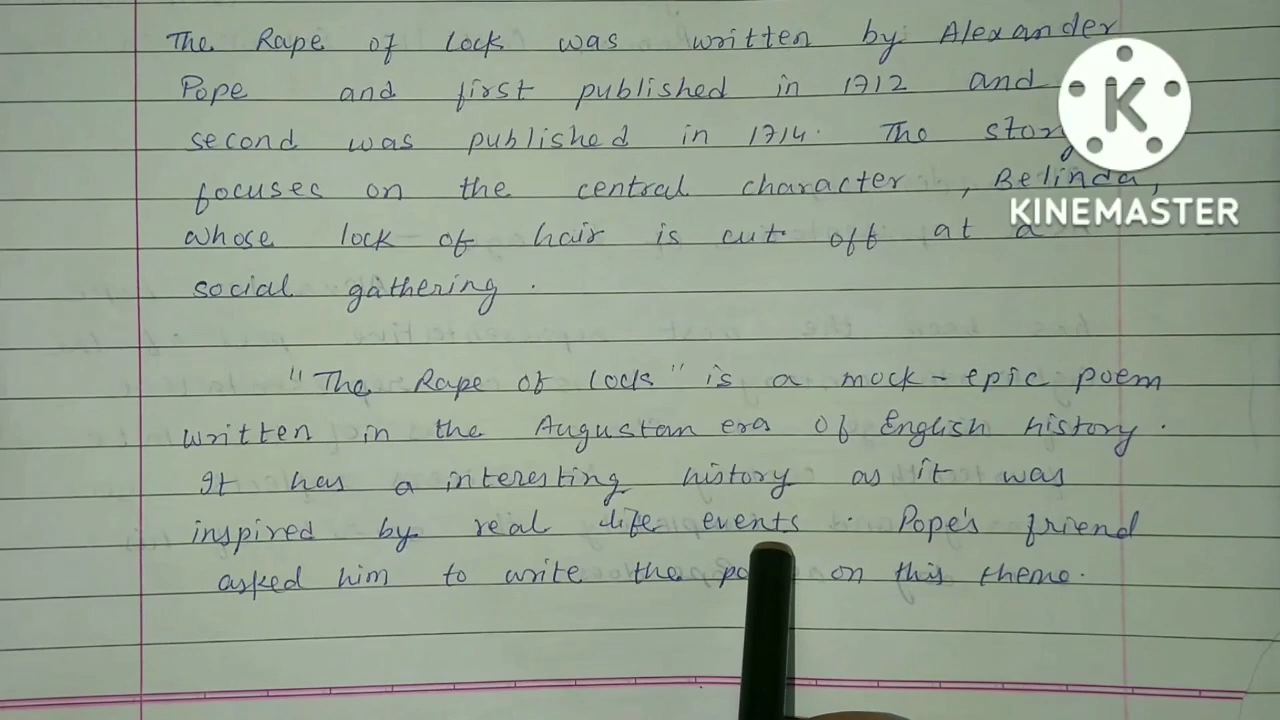 The Rape of lock was written by Alexander
Pope and first published in 1712 and
second was published in 1714. The story
focuses on the central character, Belinda,
whose lock of hair is cut off at a
social gathering.
"The Rape of lock" is a mock-epic poem
written in the Augustan era of English history.
It has a interesting history as it was
inspired by real life events. Pope's friend
asked him to write the on this theme.
K
KINEMASTER